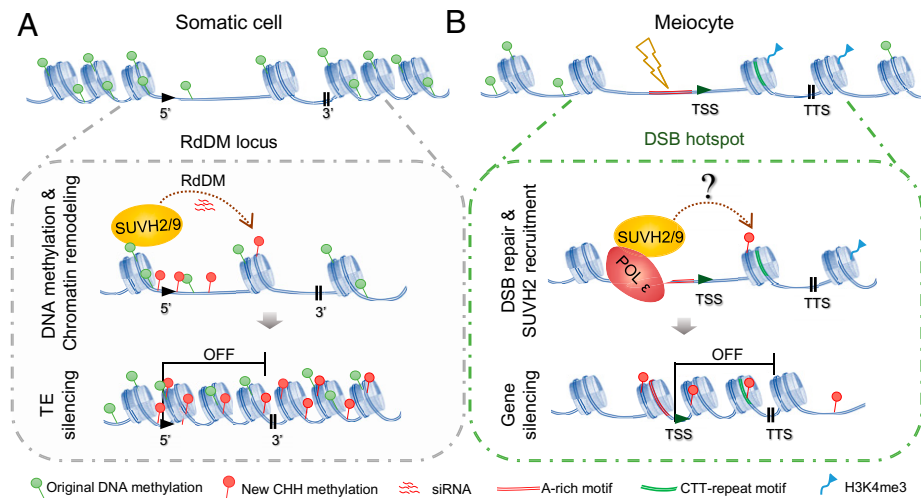 A
Somatic cell
5'
3'
RdDM locus
DNA methylation &
Chromatin remodeling
RdDM
SUVH2/9
5'
3'
TE
silencing
OFF
5'
3'
B
Meiocyte
TSS
TTS
DSB hotspot
DSB repair &
SUVH2 recruitment
?
SUVH2/9
POL ε
TSS
TTS
Gene
silencing
OFF
TSS
TTS
Original DNA methylation
New CHH methylation
siRNA
A-rich motif
CTT-repeat motif
H3K4me3